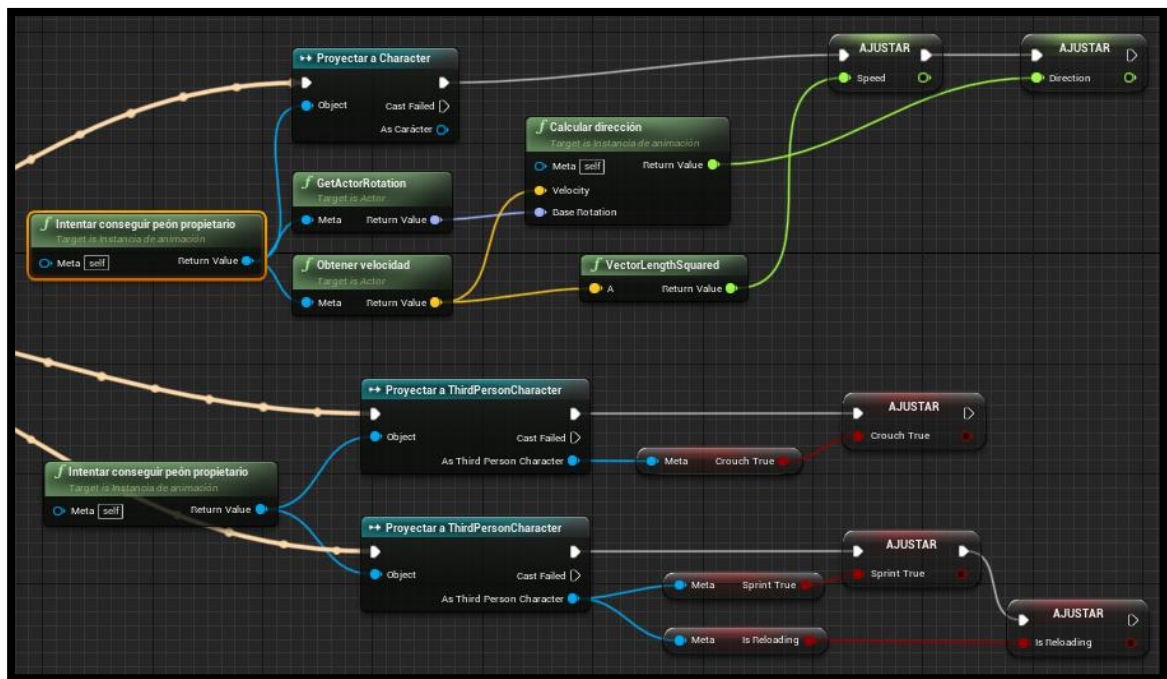 Proyectar a Character
Object
Cast Failed
As Carácter
AJUSTAR
Speed
AJUSTAR
Direction
f Calcular dirección
Target is Instancia de animación
Meta self
Return Value
Velocity
Base Rotation
f GetActorRotation
Target is Actor
Meta
Return Value
f Intentar conseguir peón propietario
Target is Instancia de animación
Meta self
Return Value
f Obtener velocidad
Target is Actor
Meta
Return Value
f VectorLengthSquared
A
Return Value
Proyectar a ThirdPersonCharacter
Object
Cast Failed
As Third Person Character
Meta
Crouch True
AJUSTAR
Crouch True
f Intentar conseguir peón propietario
Target is Instancia de animación
Meta self
Return Value
Proyectar a ThirdPersonCharacter
Object
Cast Failed
As Third Person Character
Meta
Sprint True
AJUSTAR
Sprint True
Meta
Is Reloading
AJUSTAR
Is Reloading